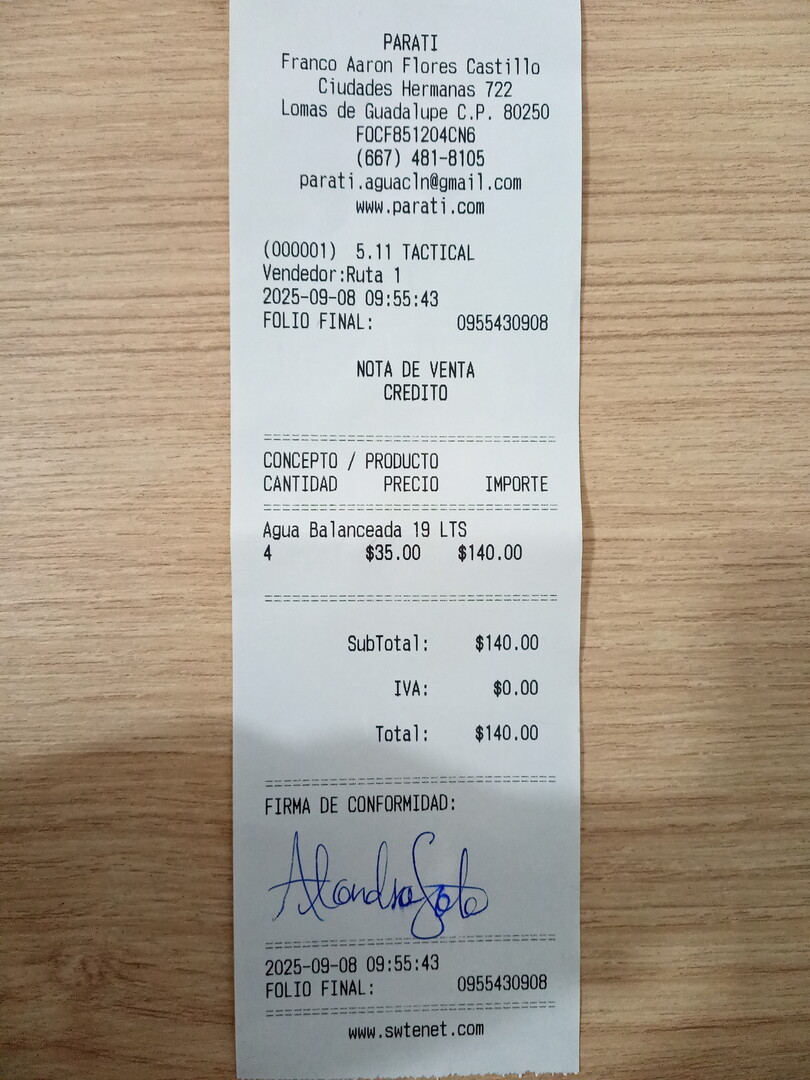 PARATI
Franco Aaron Flores Castillo
Ciudades Hermanas 722
Lomas de Guadalupe C.P. 80250
FOCF851204CN6
(667) 481-8105
parati.aguacln@gmail.com
www.parati.com
(000001) 5.11 TACTICAL
Vendedor:Ruta 1
2025-09-08 09:55:43
FOLIO FINAL: 0955430908
NOTA DE VENTA
CREDITO
CONCEPTO / PRODUCTO
CANTIDAD PRECIO IMPORTE
Agua Balanceada 19 LTS
4 $35.00 $140.00
SubTotal: $140.00
IVA: $0.00
Total: $140.00
FIRMA DE CONFORMIDAD:
2025-09-08 09:55:43
FOLIO FINAL: 0955430908
www.swtenet.com